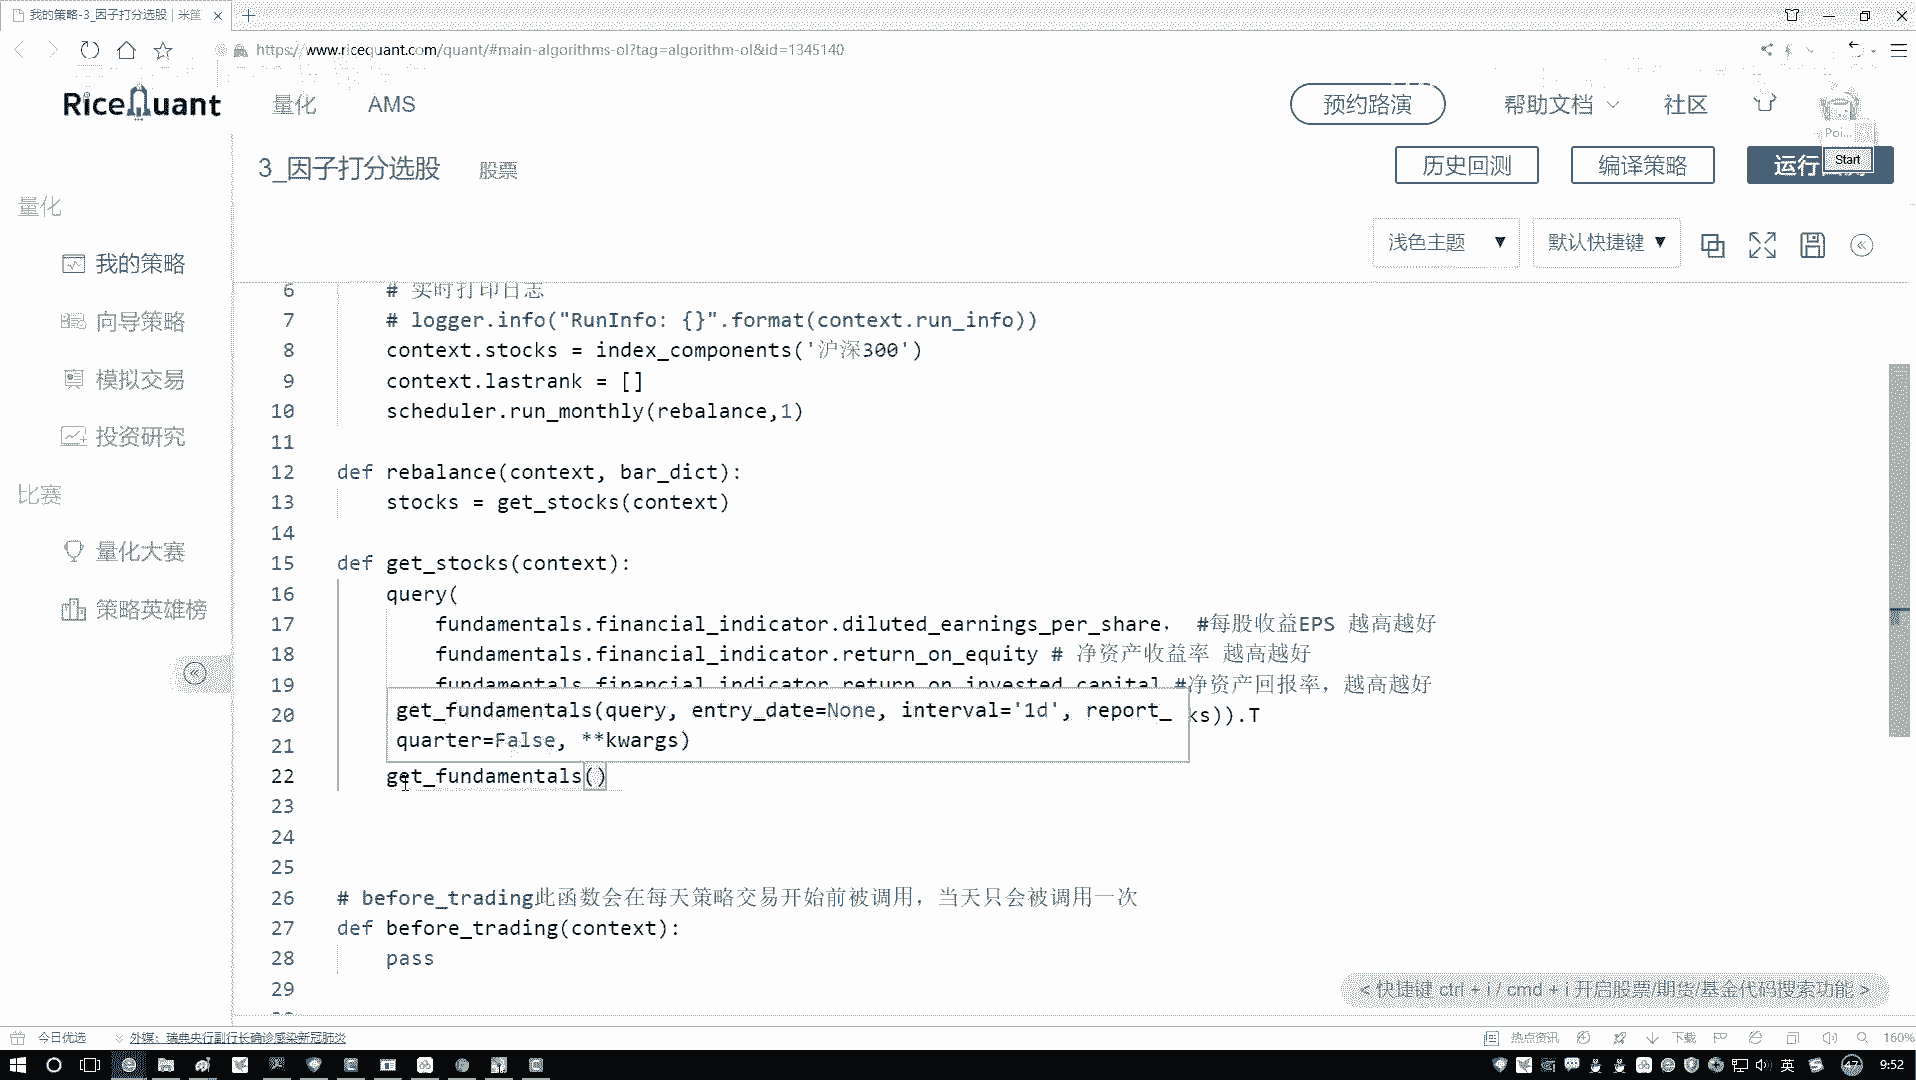 我的策略-3_因子打分选股 | 米筐
https://www.ricequant.com/quant/#main-algorithms-ol?tag=algorithm-ol&id=1345140
RiceQuant
量化
AMS
预约路演
帮助文档
社区
Poi...
Start
3_因子打分选股
股票
历史回测
编译策略
运行
浅色主题
默认快捷键
量化
我的策略
向导策略
模拟交易
投资研究
比赛
量化大赛
策略英雄榜
6 # 实时打印日志
7 # logger.info("RunInfo: {}".format(context.run_info))
8 context.stocks = index_components('沪深300')
9 context.lastrank = []
10 scheduler.run_monthly(rebalance,1)
11
12 def rebalance(context, bar_dict):
13 stocks = get_stocks(context)
14
15 def get_stocks(context):
16 query(
17 fundamentals.financial_indicator.diluted_earnings_per_share， #每股收益EPS 越高越好
18 fundamentals.financial_indicator.return_on_equity # 净资产收益率 越高越好
19 fundamentals.financial_indicator.return_on_invested_capital #净资产回报率，越高越好
20 ks)).T
get_fundamentals(query, entry_date=None, interval='1d', report_
quarter=False, **kwargs)
21
22 get_fundamentals()
23
24
25
26 # before_trading此函数会在每天策略交易开始前被调用，当天只会被调用一次
27 def before_trading(context):
28 pass
29
< 快捷键 ctrl + i / cmd + i 开启股票/期货/基金代码搜索功能 >
今日优选
外媒：瑞典央行副行长确诊感染新冠肺炎
热点资讯
下载
160%
英
47
9:52